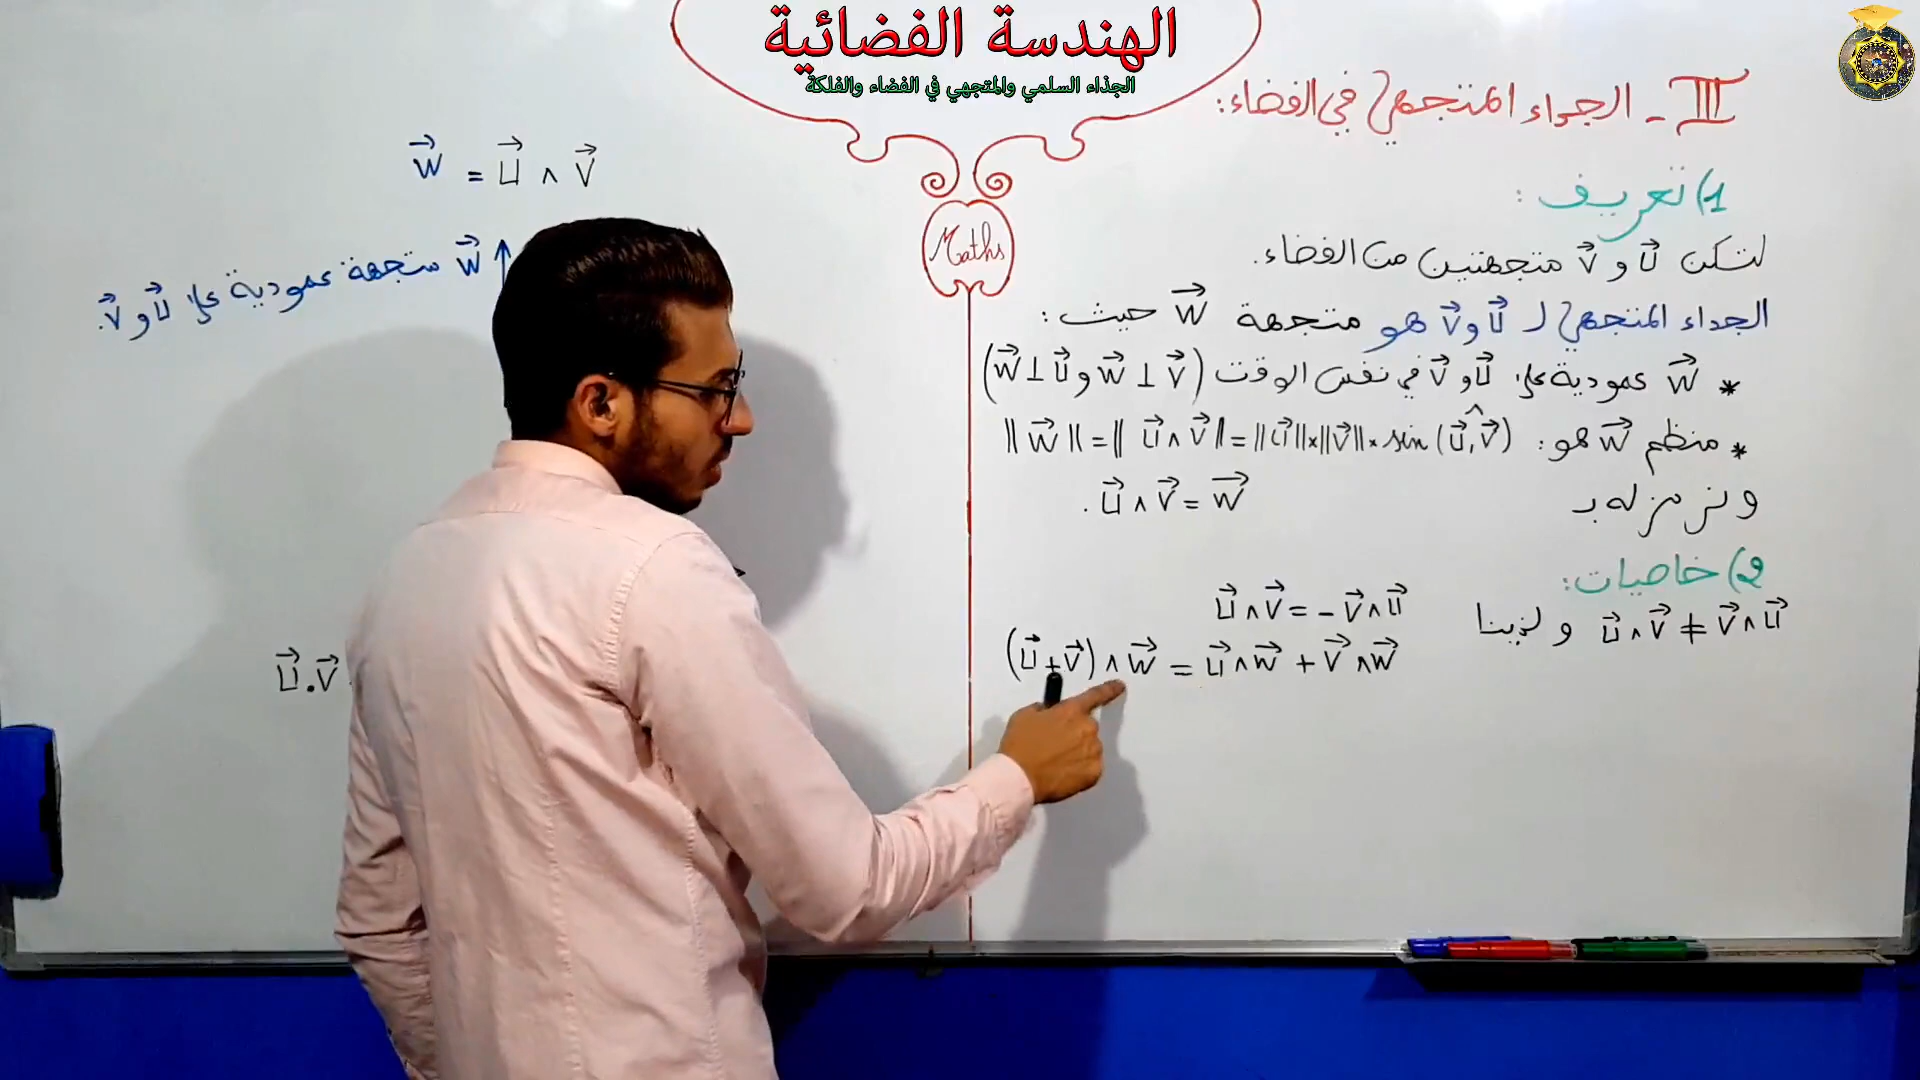 الهندسة الفضائية
الجذاء السلمي والمتجهي في الفضاء والفلكة
Maths
III - الجداء المتجهي في الفضاء:
1) تعريف:
لتكن u⃗ و v⃗ متجهتين من الفضاء.
الجداء المتجهي ل u⃗ و v⃗ هو متجهة w⃗ حيث:
* w⃗ عمودية على u⃗ و v⃗ في نفس الوقت (w⃗ ⊥ u⃗ و w⃗ ⊥ v⃗)
* منظم w⃗ هو: ‖w⃗‖ = ‖u⃗ ∧ v⃗‖ = ‖u⃗‖×‖v⃗‖×sin(u⃗,^v⃗)
ونرمز له بـ u⃗ ∧ v⃗ = w⃗.
2) خاصيات:
u⃗ ∧ v⃗ ≠ v⃗ ∧ u⃗ ولدينا u⃗ ∧ v⃗ = - v⃗ ∧ u⃗
(u⃗ + v⃗) ∧ w⃗ = u⃗ ∧ w⃗ + v⃗ ∧ w⃗
w⃗ = u⃗ ∧ v⃗
w⃗ متجهة عمودية على u⃗ و v⃗.
u⃗.v⃗